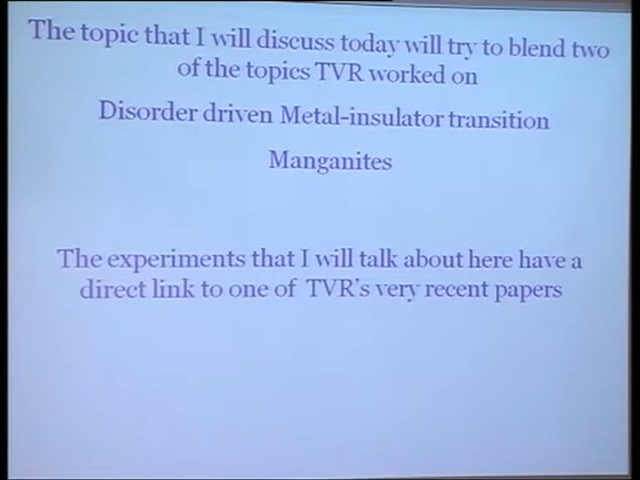 The topic that I will discuss today will try to blend two
of the topics TVR worked on
Disorder driven Metal-insulator transition
Manganites
The experiments that I will talk about here have a
direct link to one of TVR's very recent papers